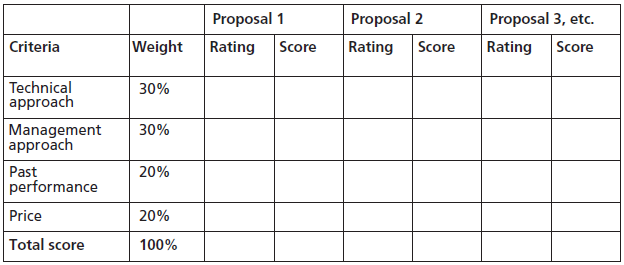 Proposal 1 Proposal 2 Proposal 3, etc.
Criteria Weight Rating Score Rating Score Rating Score
Technical 30%
approach
Management 30%
approach
Past 20%
performance
Price 20%
Total score 100%